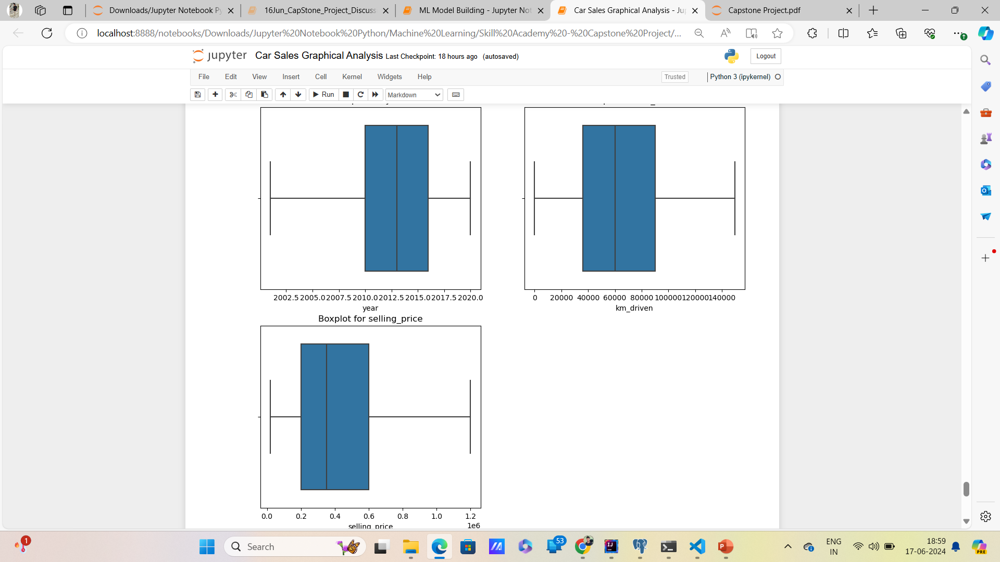 Downloads/Jupyter Notebook Py
16Jun_CapStone_Project_Discuss
ML Model Building - Jupyter Not
Car Sales Graphical Analysis - Ju
Capstone Project.pdf
localhost:8888/notebooks/Downloads/Jupyter%20Notebook%20Python/Machine%20Learning/Skill%20Academy%20-%20Capstone%20Project/...
jupyter Car Sales Graphical Analysis Last Checkpoint: 18 hours ago (autosaved)
Logout
File Edit View Insert Cell Kernel Widgets Help
Trusted
Python 3 (ipykernel)
Run
Markdown
2002.5 2005.0 2007.5 2010.0 2012.5 2015.0 2017.5 2020.0
year
0 20000 40000 60000 80000 100000 120000 140000
km_driven
Boxplot for selling_price
0.0 0.2 0.4 0.6 0.8 1.0 1.2
1e6
selling_price
1
Search
53
PRE
ENG
IN
18:59
17-06-2024